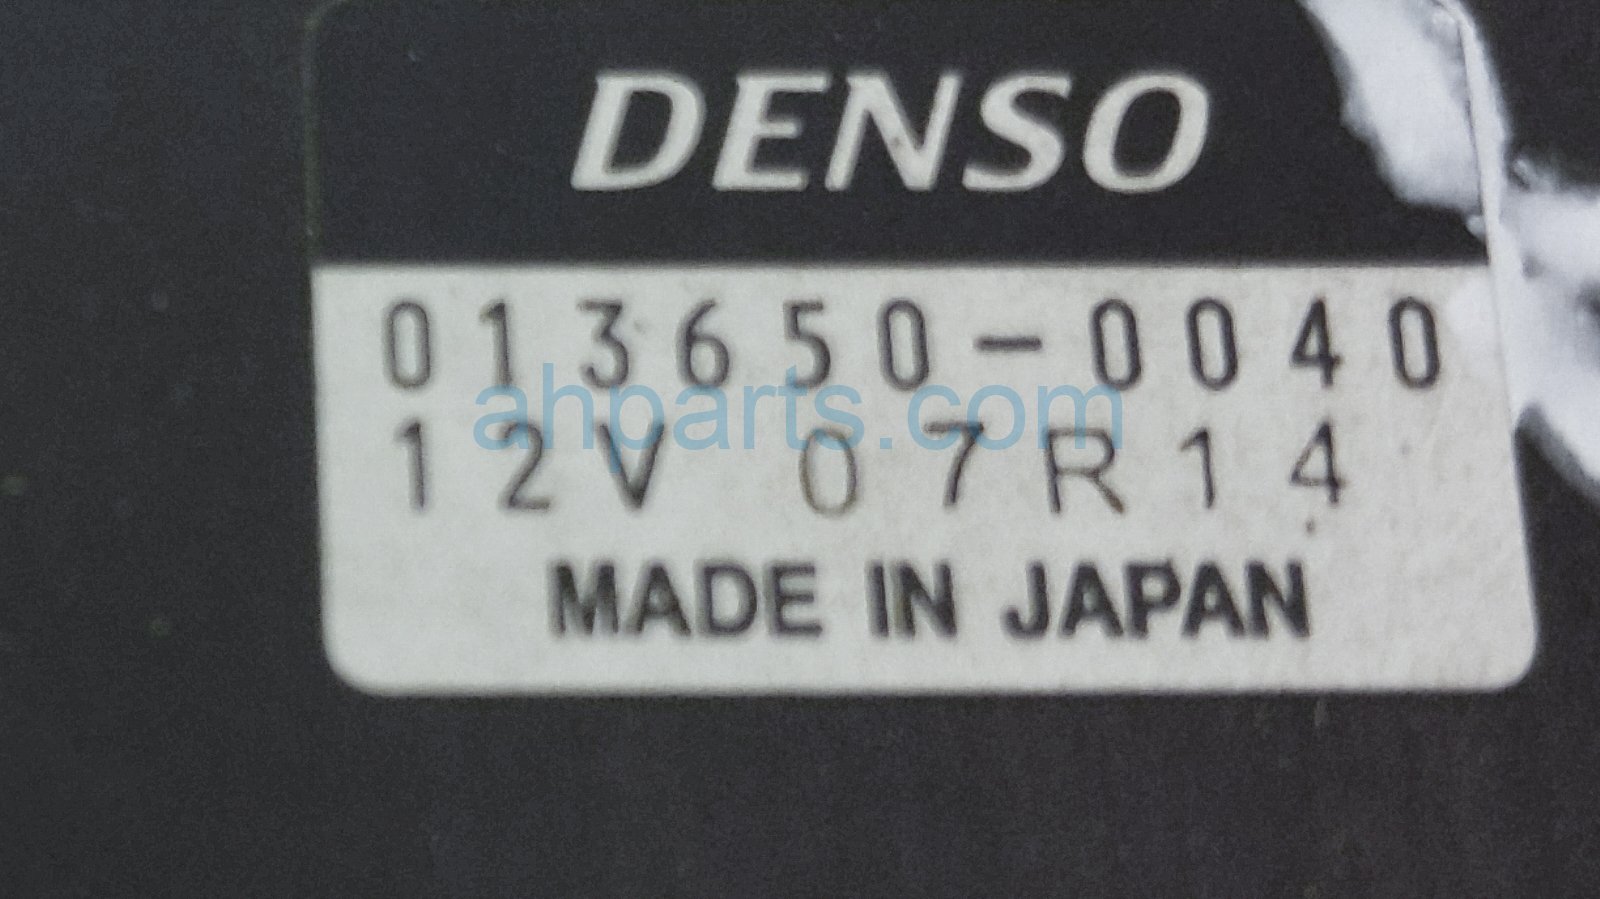 DENSO
013650-0040
ahparts.com
12V 07R14
MADE IN JAPAN